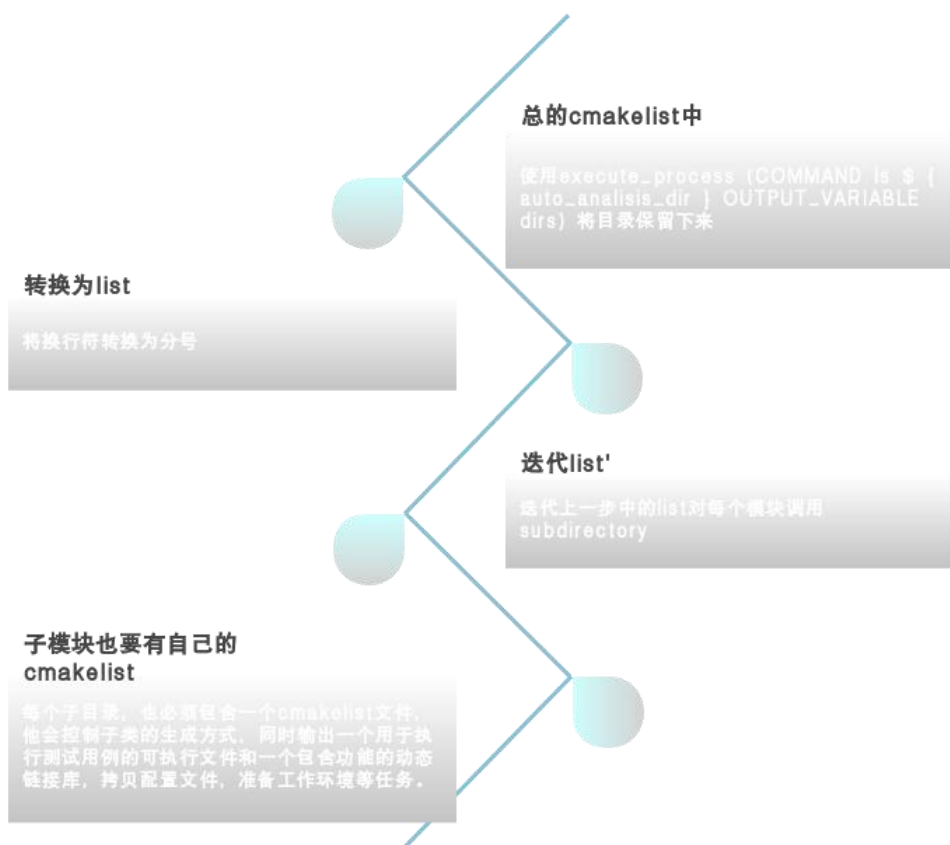 总的cmakelist中
使用execute_process (COMMAND ls $ {
auto_analisis_dir } OUTPUT_VARIABLE
dirs) 将目录保留下来
转换为list
将换行符转换为分号
迭代list'
迭代上一步中的list对每个模块调用
subdirectory
子模块也要有自己的
cmakelist
每个子目录，也必须包含一个cmakelist文件，
他会控制子类的生成方式，同时输出一个用于执
行测试用例的可执行文件和一个包含功能的动态
链接库，拷贝配置文件，准备工作环境等任务。